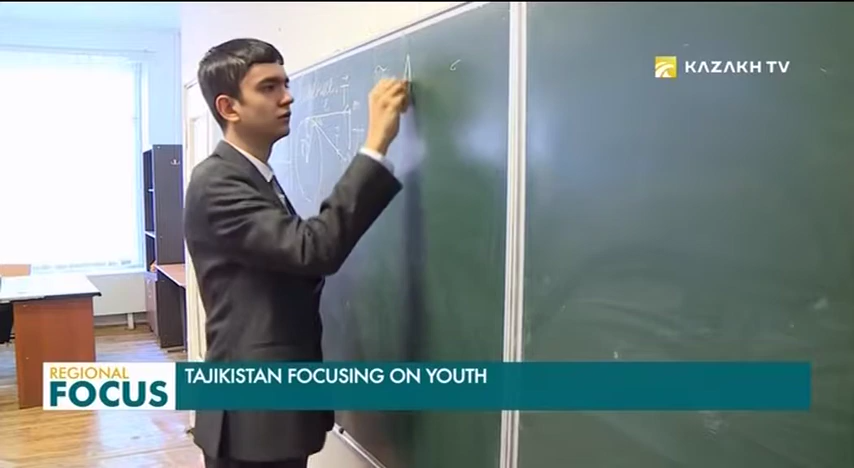 KAZAKH TV
REGIONAL
FOCUS
TAJIKISTAN FOCUSING ON YOUTH